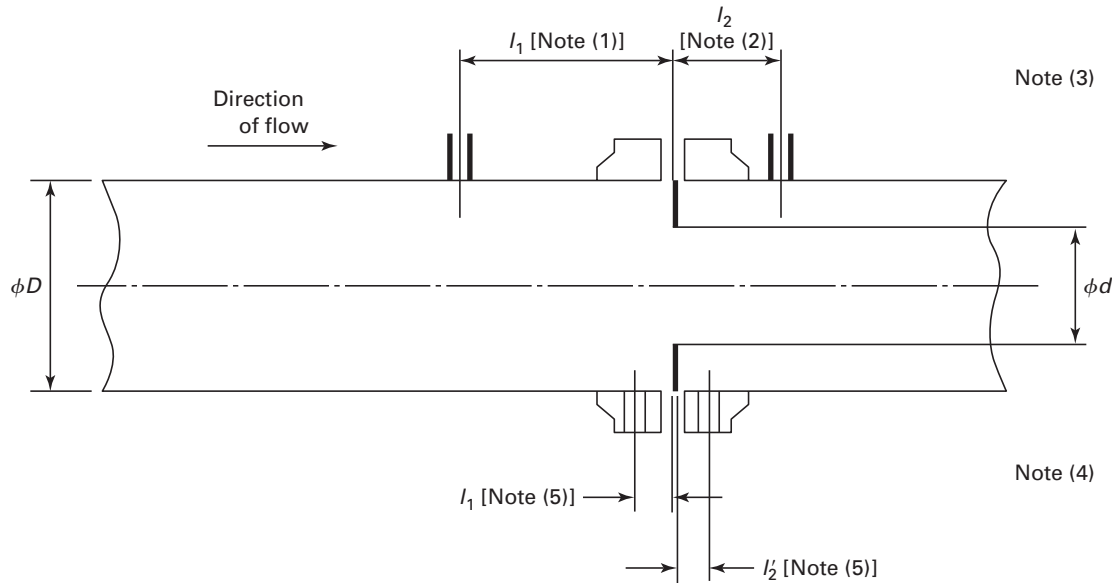 l₂
l₁ [Note (1)]
[Note (2)]
Note (3)
Direction
of flow
ϕD
ϕd
Note (4)
l₁ [Note (5)]
l′₂ [Note (5)]